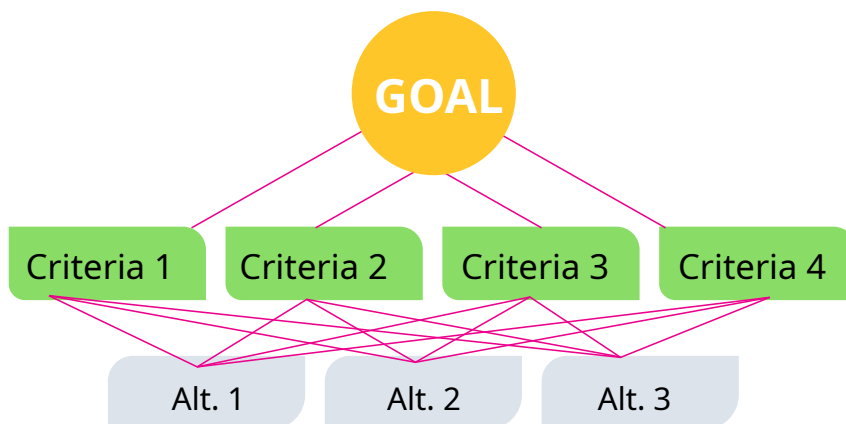 GOAL
Criteria 1
Criteria 2
Criteria 3
Criteria 4
Alt. 1
Alt. 2
Alt. 3